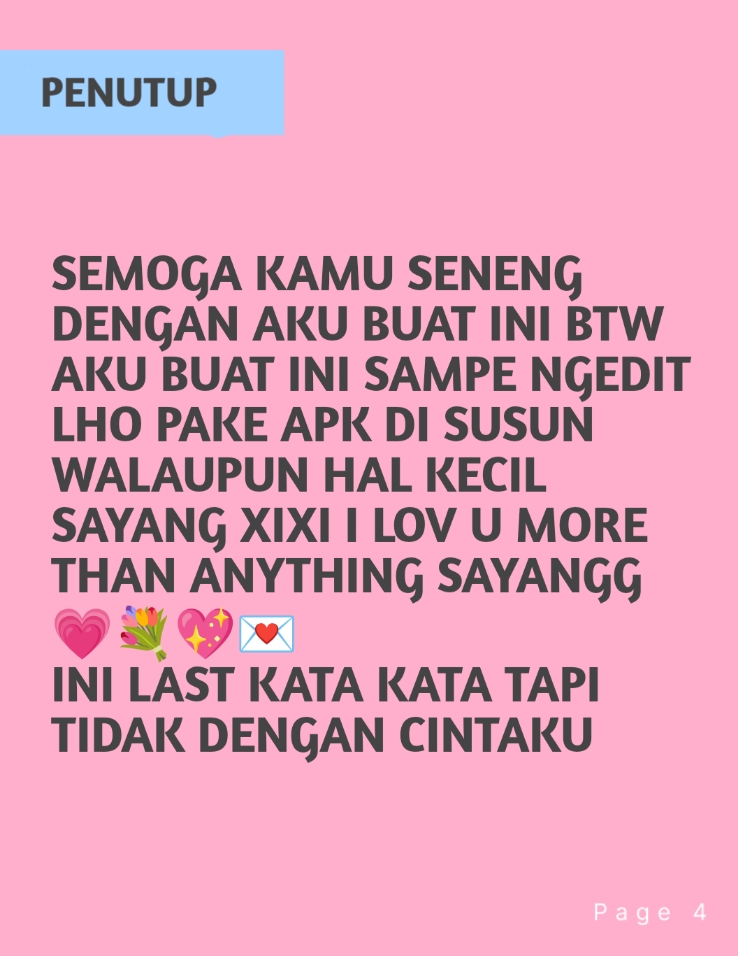 PENUTUP
SEMOGA KAMU SENENG
DENGAN AKU BUAT INI BTW
AKU BUAT INI SAMPE NGEDIT
LHO PAKE APK DI SUSUN
WALAUPUN HAL KECIL
SAYANG XIXI I LOV U MORE
THAN ANYTHING SAYANGG
💗💐💖💌
INI LAST KATA KATA TAPI
TIDAK DENGAN CINTAKU
Page 4